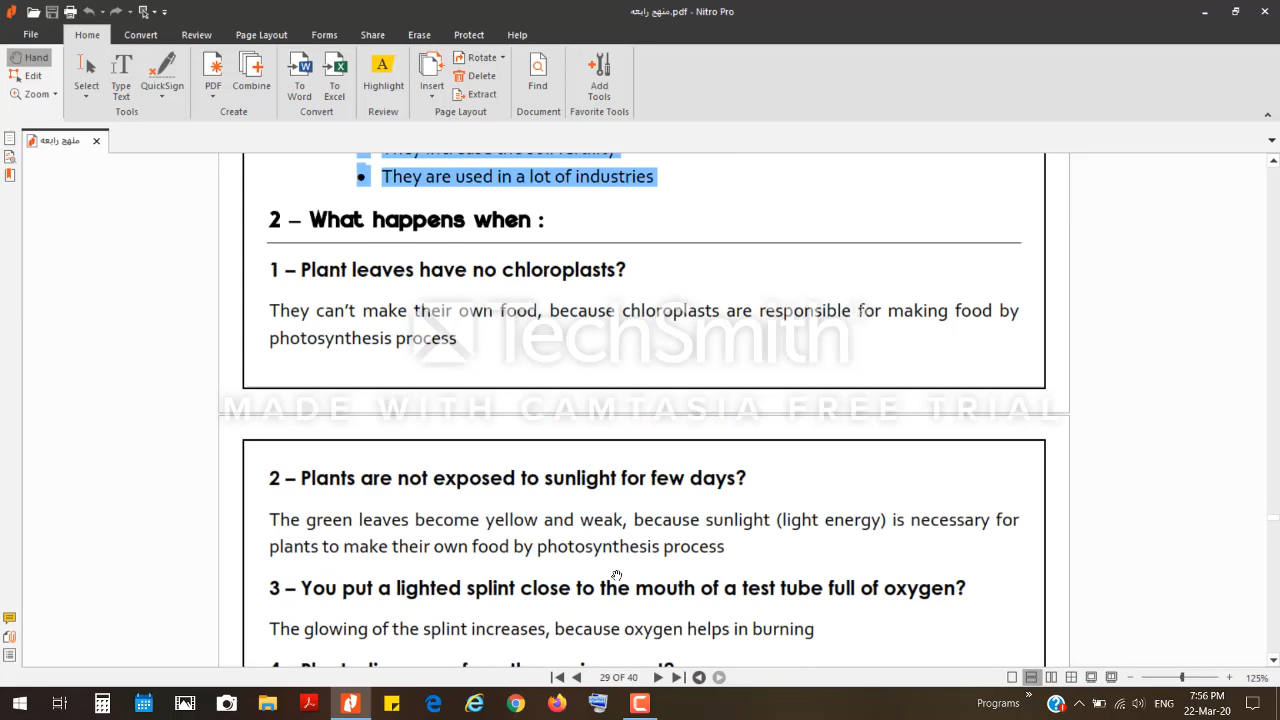 منهج رابعه.pdf - Nitro Pro
File Home Convert Review Page Layout Forms Share Erase Protect Help
Hand
Edit
Zoom
Select
Type Text
QuickSign
Tools
PDF
Combine
Create
To Word
To Excel
Convert
Highlight
Review
Insert
Rotate
Delete
Extract
Page Layout
Find
Document
Add Tools
Favorite Tools
منهج رابعه
They increase the soil fertility
• They are used in a lot of industries
2 – What happens when :
1 – Plant leaves have no chloroplasts?
They can't make their own food, because chloroplasts are responsible for making food by
photosynthesis process
TechSmith
MADE WITH CAMTASIA FREE TRIAL
2 – Plants are not exposed to sunlight for few days?
The green leaves become yellow and weak, because sunlight (light energy) is necessary for
plants to make their own food by photosynthesis process
3 – You put a lighted splint close to the mouth of a test tube full of oxygen?
The glowing of the splint increases, because oxygen helps in burning
29 OF 40
125%
Programs
ENG
7:56 PM
22-Mar-20